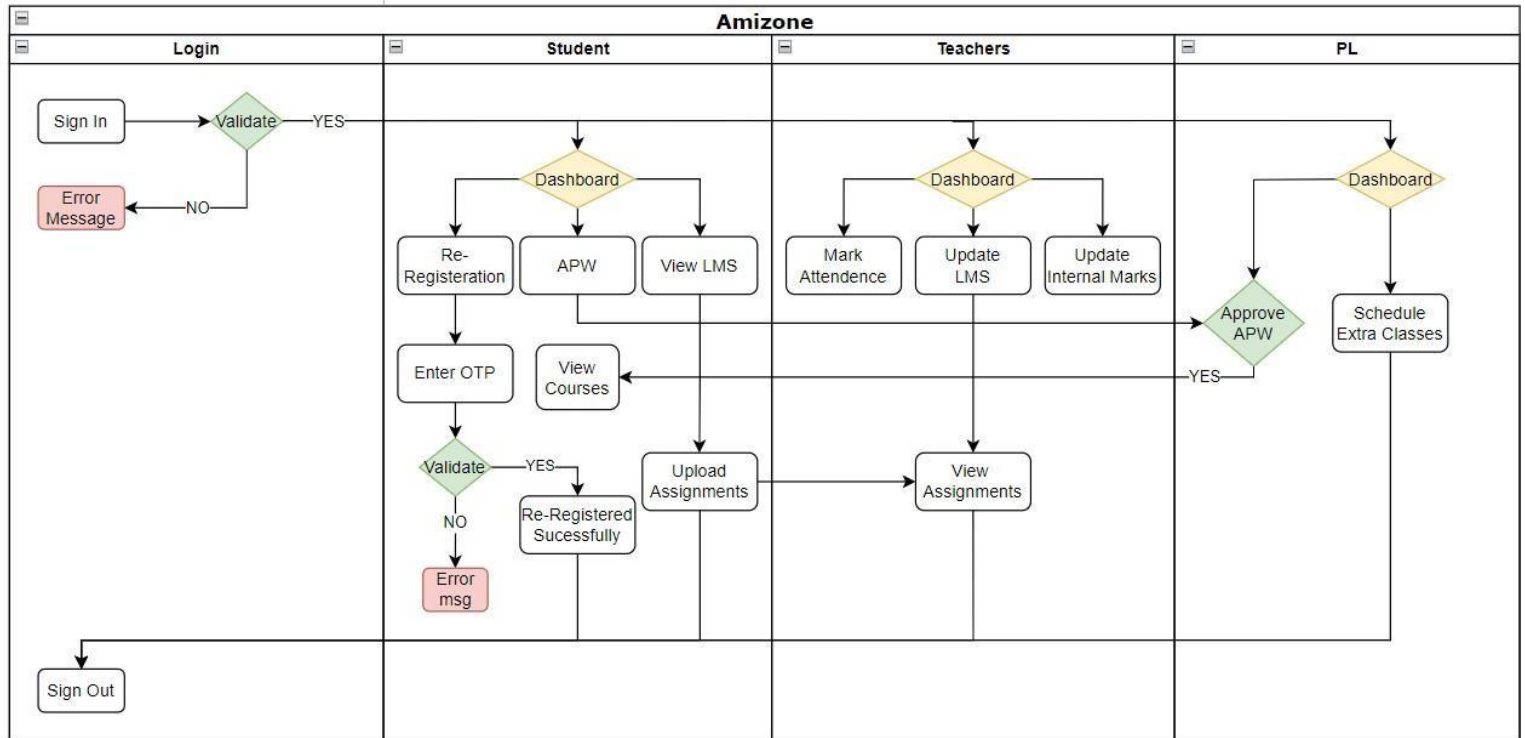 Amizone
Login
Student
Teachers
PL
Sign In
Validate
YES
NO
Error
Message
Dashboard
Dashboard
Dashboard
Re-
Registeration
APW
View LMS
Mark
Attendence
Update
LMS
Update
Internal Marks
Approve
APW
Schedule
Extra Classes
Enter OTP
View
Courses
YES
Validate
YES
NO
Upload
Assignments
View
Assignments
Re-Registered
Sucessfully
Error
msg
Sign Out